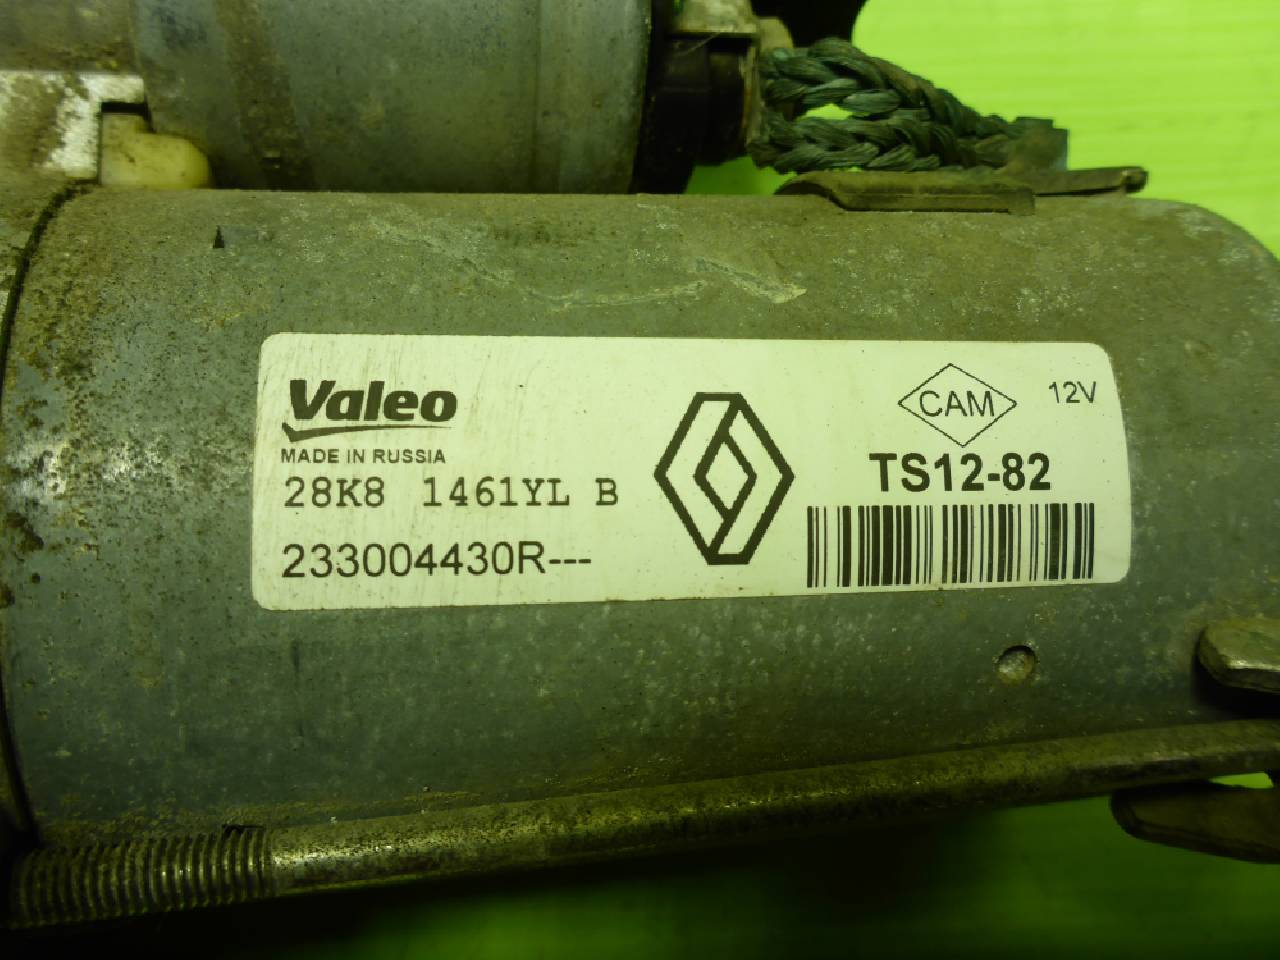 Valeo
MADE IN RUSSIA
28K8 1461YL B
233004430R---
CAM
12V
TS12-82